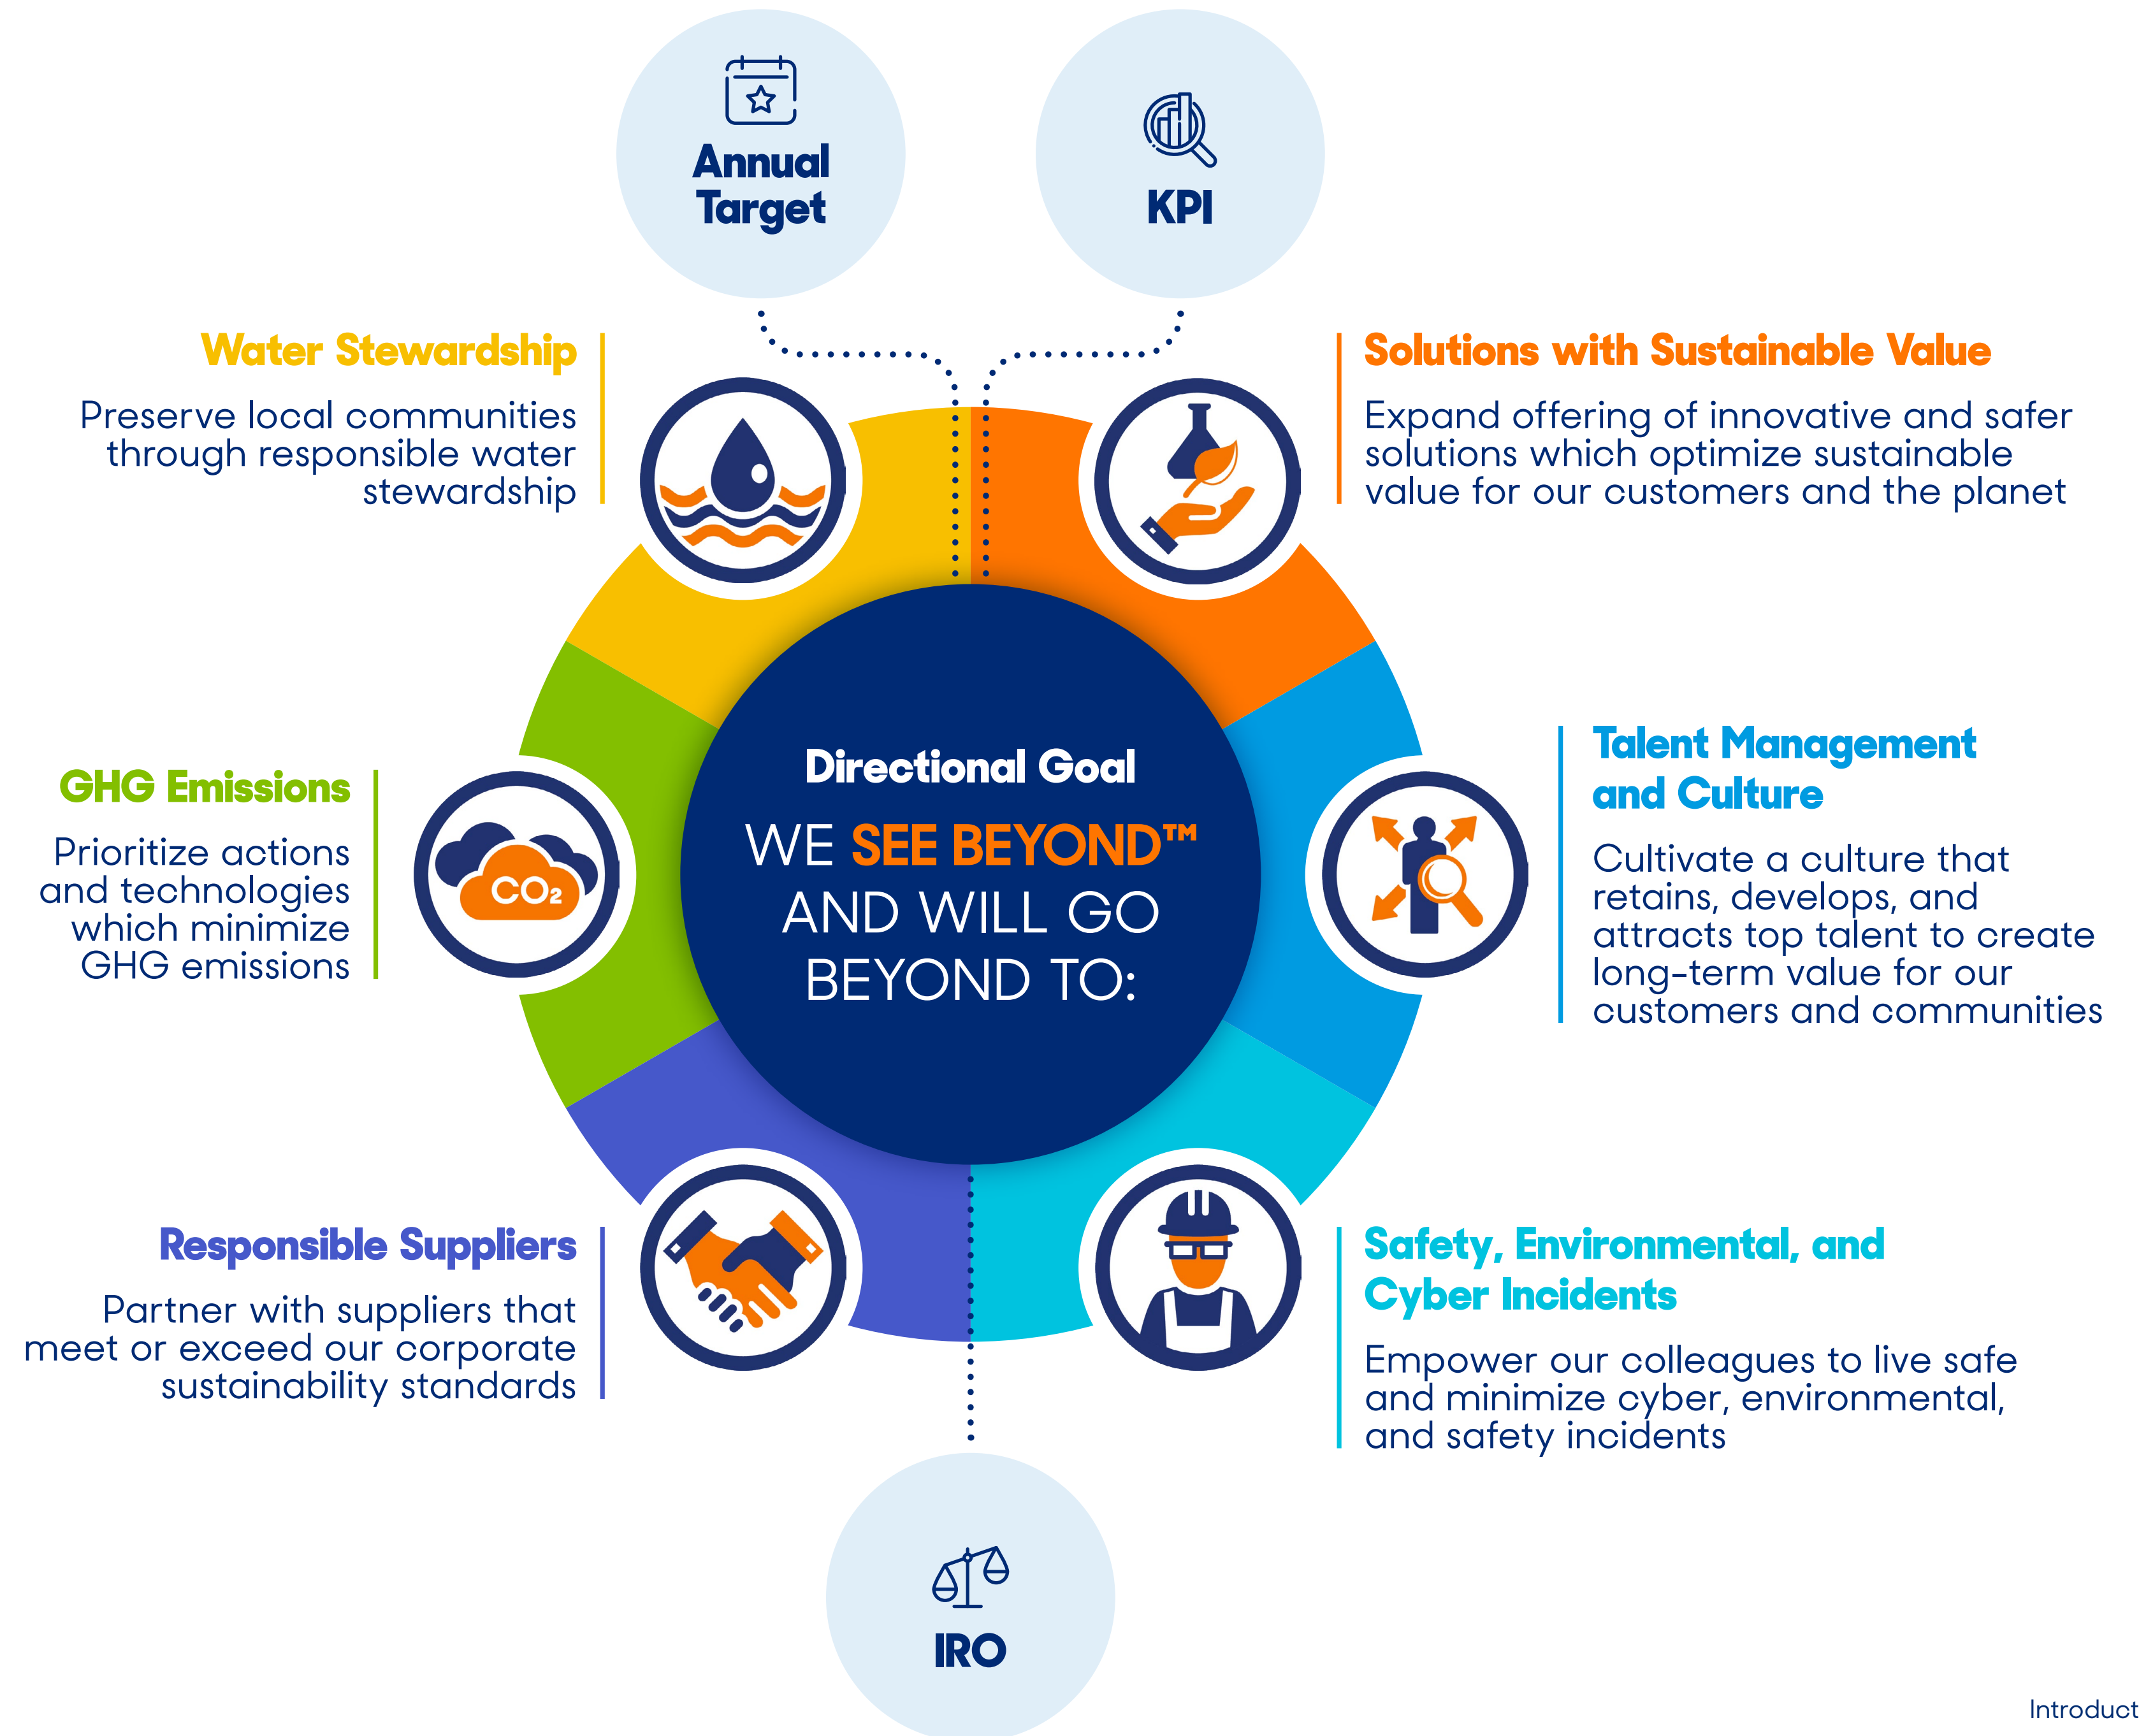 Annual
Target
KPI
Water Stewardship
Preserve local communities
through responsible water
stewardship
Solutions with Sustainable Value
Expand offering of innovative and safer
solutions which optimize sustainable
value for our customers and the planet
GHG Emissions
Prioritize actions
and technologies
which minimize
GHG emissions
CO₂
Directional Goal
WE SEE BEYOND™
AND WILL GO
BEYOND TO:
Talent Management
and Culture
Cultivate a culture that
retains, develops, and
attracts top talent to create
long-term value for our
customers and communities
Responsible Suppliers
Partner with suppliers that
meet or exceed our corporate
sustainability standards
Safety, Environmental, and
Cyber Incidents
Empower our colleagues to live safe
and minimize cyber, environmental,
and safety incidents
IRO
Introduct